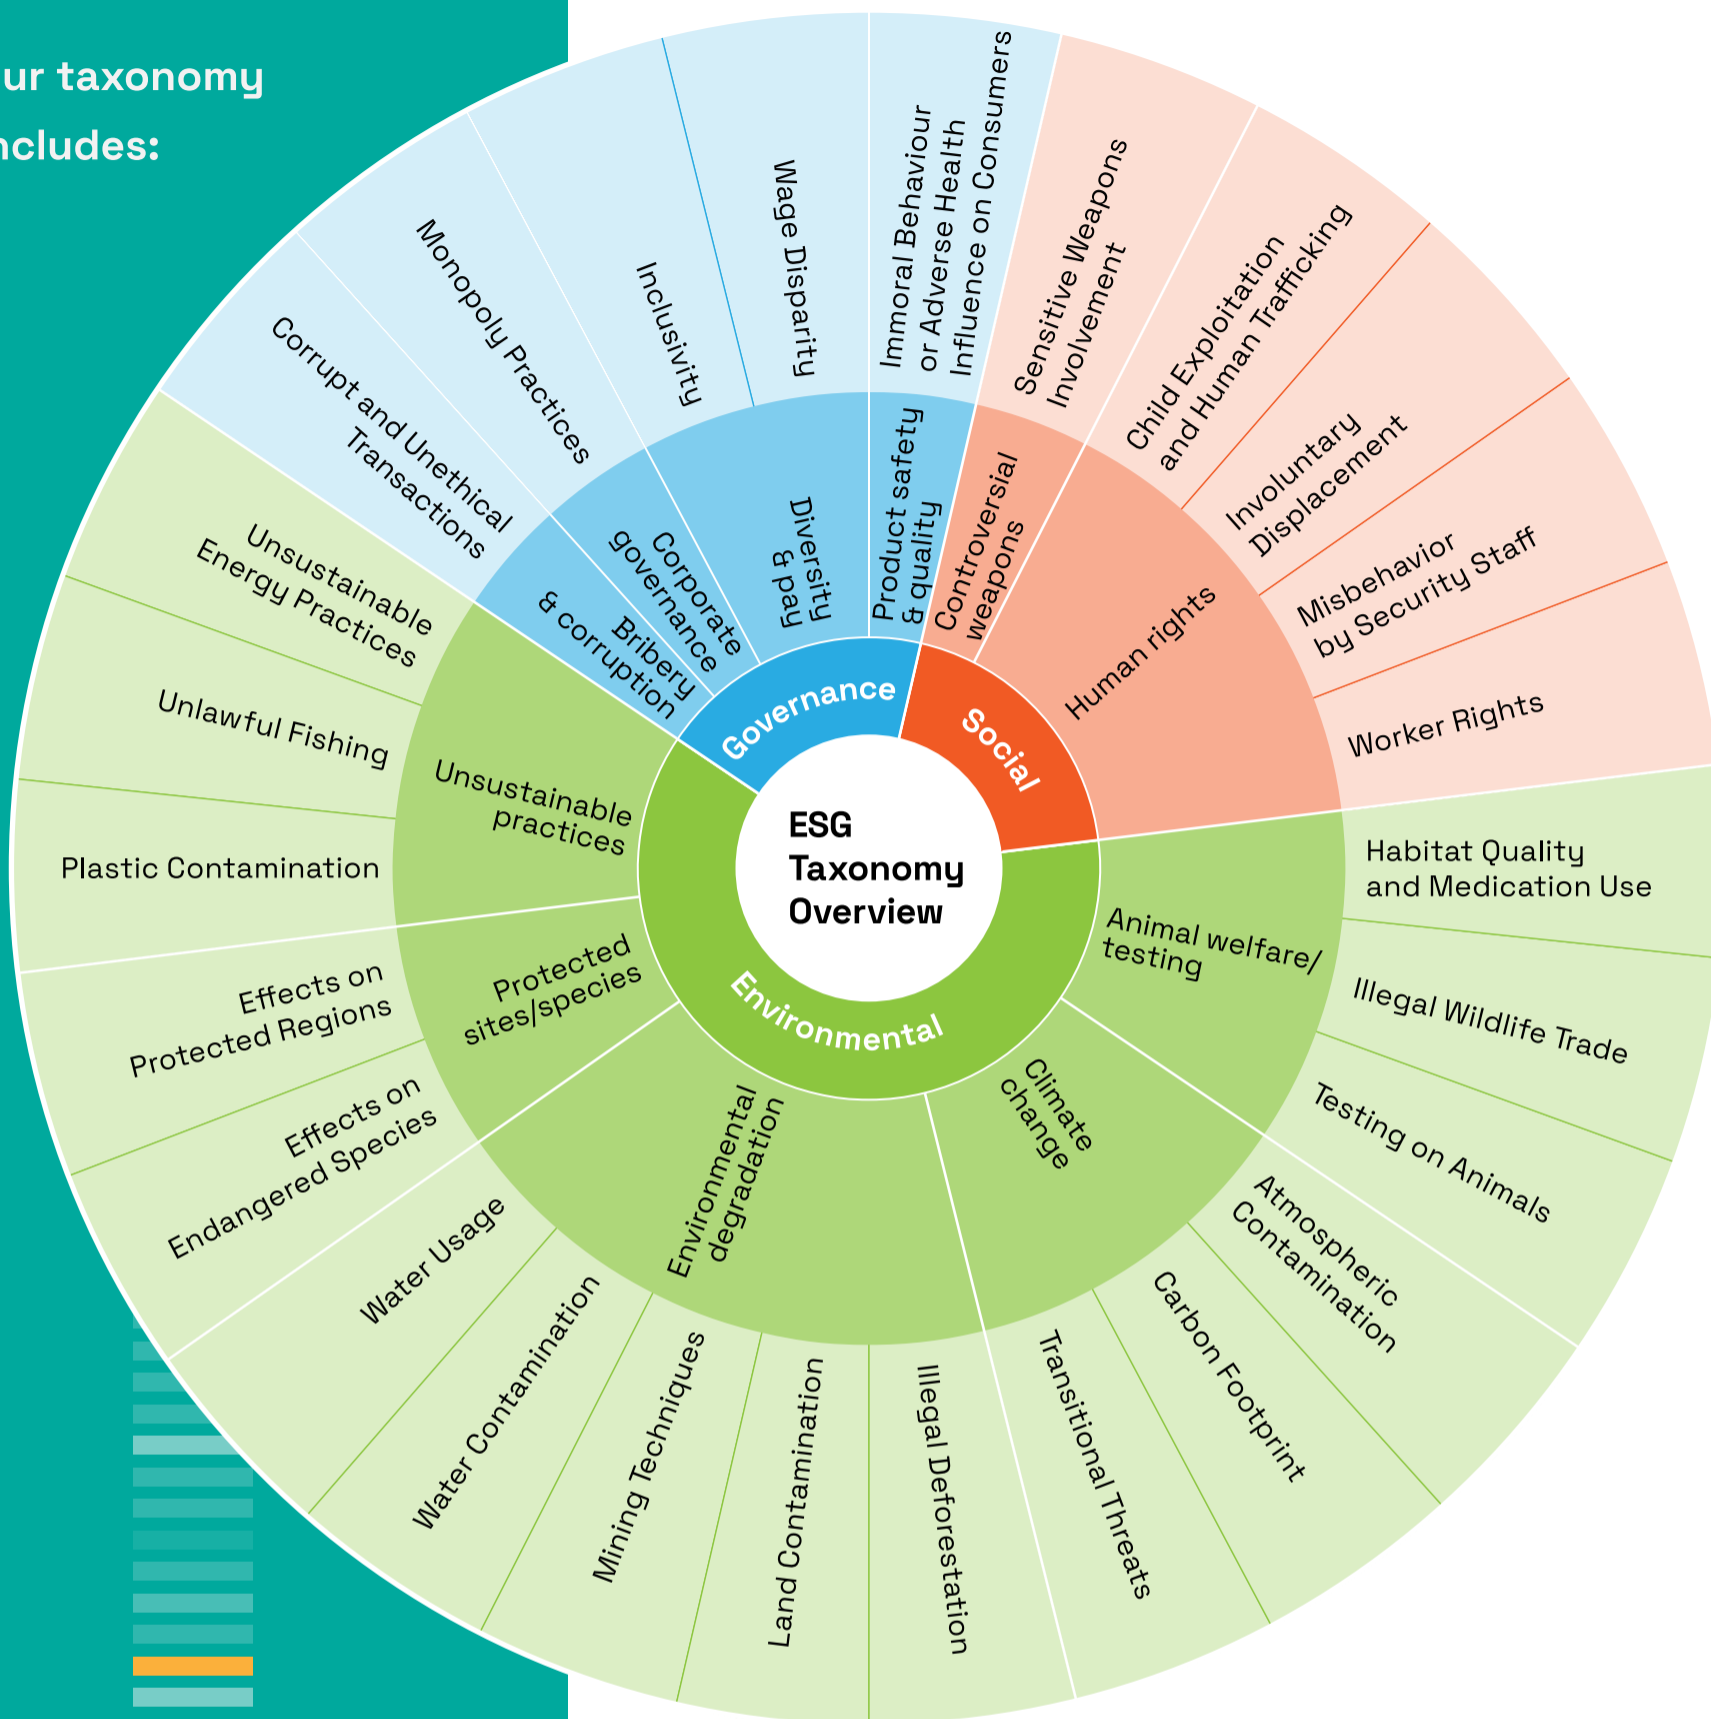 ur taxonomy
ncludes:
ESG
Taxonomy
Overview
Governance
Social
Environmental
Bribery
& corruption
Corporate
governance
Diversity
& pay
Product safety
& quality
Controversial
weapons
Human rights
Animal welfare/
testing
Climate
change
Environmental
degradation
Protected
sites/species
Unsustainable
practices
Corrupt and Unethical
Transactions
Monopoly Practices
Inclusivity
Wage Disparity
Immoral Behaviour
or Adverse Health
Influence on Consumers
Sensitive Weapons
Involvement
Child Exploitation
and Human Trafficking
Involuntary
Displacement
Misbehavior
by Security Staff
Worker Rights
Habitat Quality
and Medication Use
Illegal Wildlife Trade
Testing on Animals
Atmospheric
Contamination
Carbon Footprint
Transitional Threats
Illegal Deforestation
Land Contamination
Mining Techniques
Water Contamination
Water Usage
Effects on
Endangered Species
Effects on
Protected Regions
Plastic Contamination
Unlawful Fishing
Unsustainable
Energy Practices